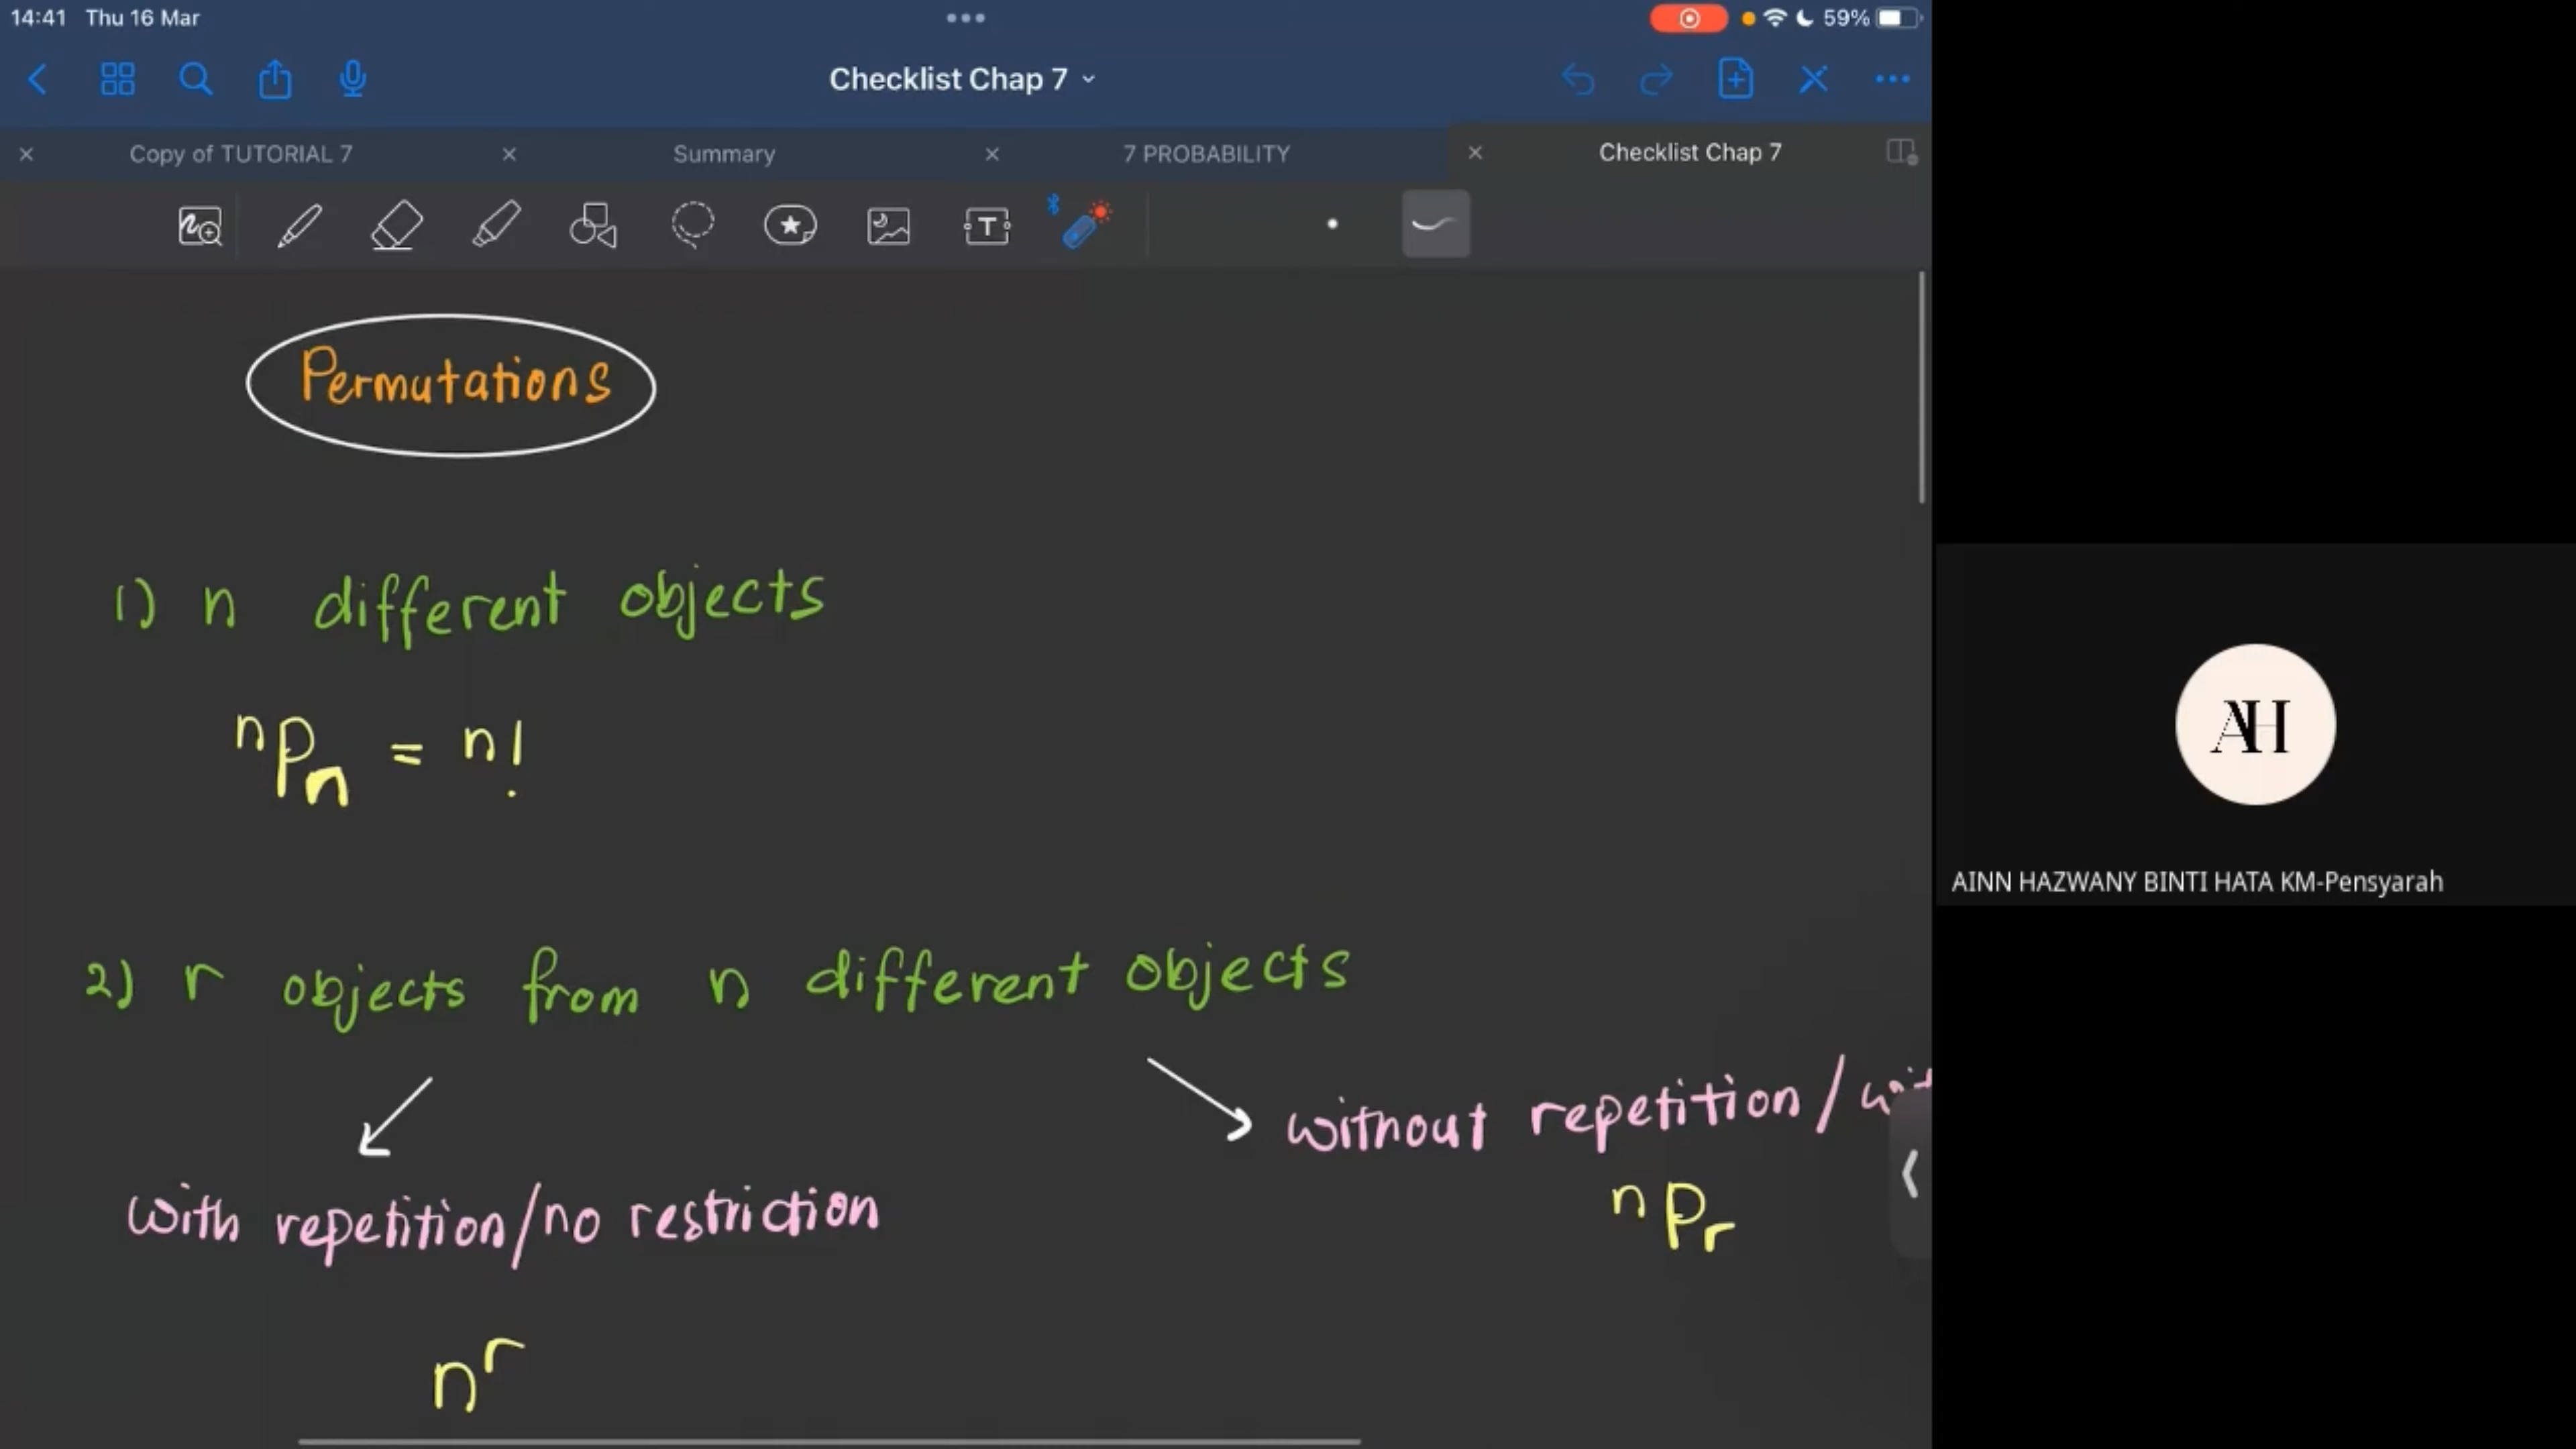 14:41 Thu 16 Mar
59%
Checklist Chap 7
Copy of TUTORIAL 7
Summary
7 PROBABILITY
Checklist Chap 7
T
Permutations
1) n different objects
ⁿPₙ = n!
2) r objects from n different objects
without repetition/
ⁿPᵣ
with repetition/no restriction
nʳ
AH
AINN HAZWANY BINTI HATA KM-Pensyarah